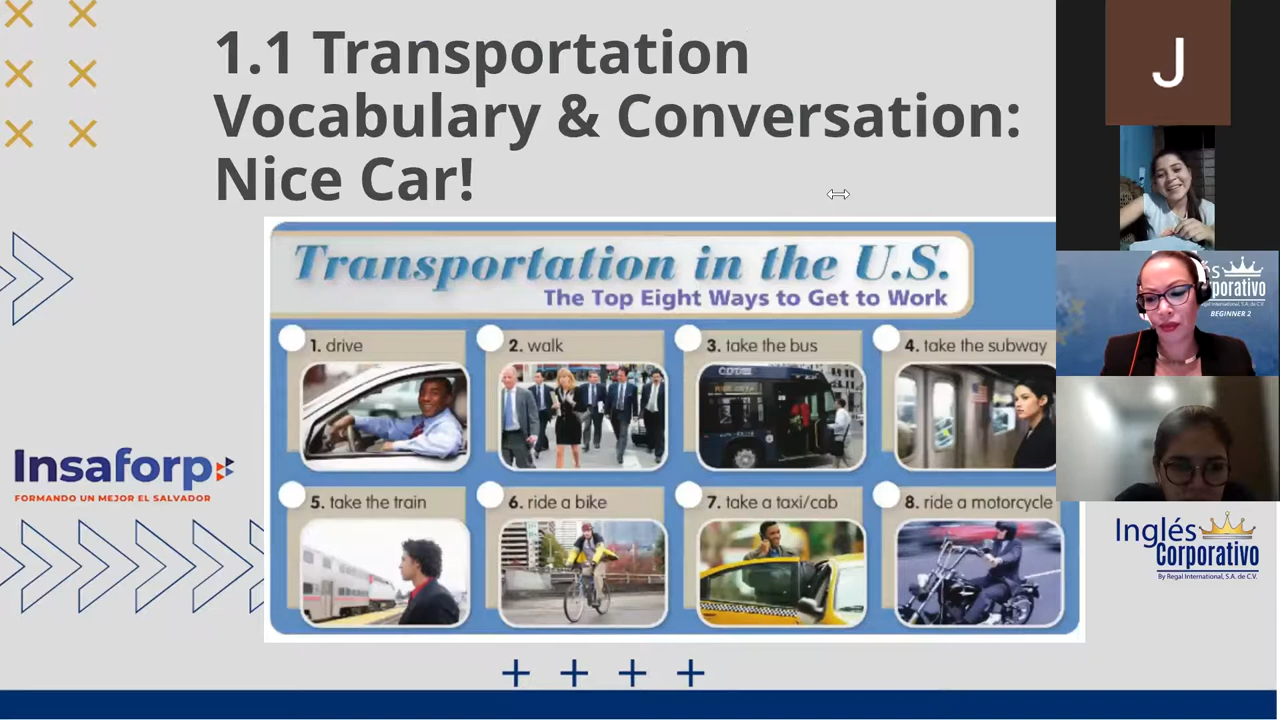 1.1 Transportation
Vocabulary & Conversation:
Nice Car!
J
Transportation in the U.S.
The Top Eight Ways to Get to Work
1. drive
2. walk
3. take the bus
4. take the subway
5. take the train
6. ride a bike
7. take a taxi/cab
8. ride a motorcycle
Insaforp
FORMANDO UN MEJOR EL SALVADOR
Inglés
Corporativo
By Regal International, S.A. de C.V.
BEGINNER 2